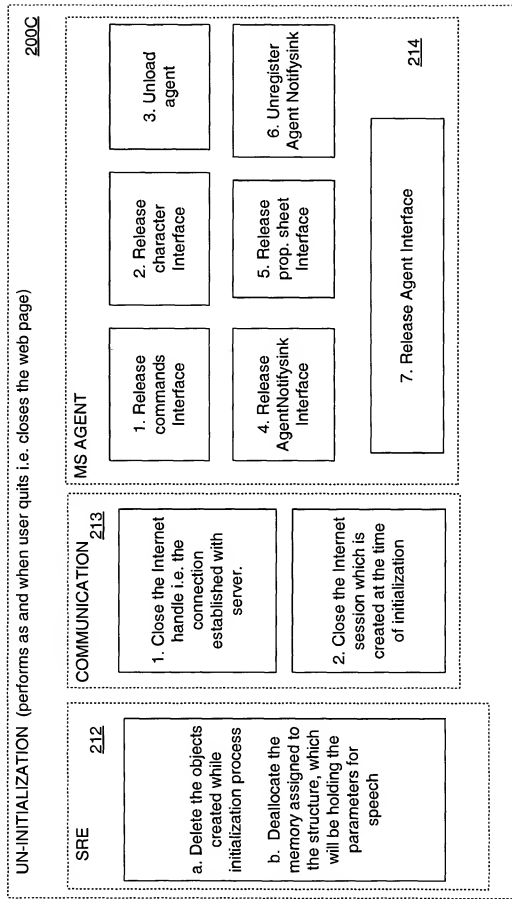 UN-INITIALIZATION (performs as and when user quits i.e. closes the web page)
200C
SRE
212
a. Delete the objects
created while
initialization process
b. Deallocate the
memory assigned to
the structure, which
will be holding the
parameters for
speech
COMMUNICATION
213
1. Close the Internet
handle i.e. the
connection
established with
server.
2. Close the Internet
session which is
created at the time
of initialization
MS AGENT
1. Release
commands
Interface
2. Release
character
Interface
3. Unload
agent
4. Release
AgentNotifysink
Interface
5. Release
prop. sheet
Interface
6. Unregister
Agent Notifysink
7. Release Agent Interface
214